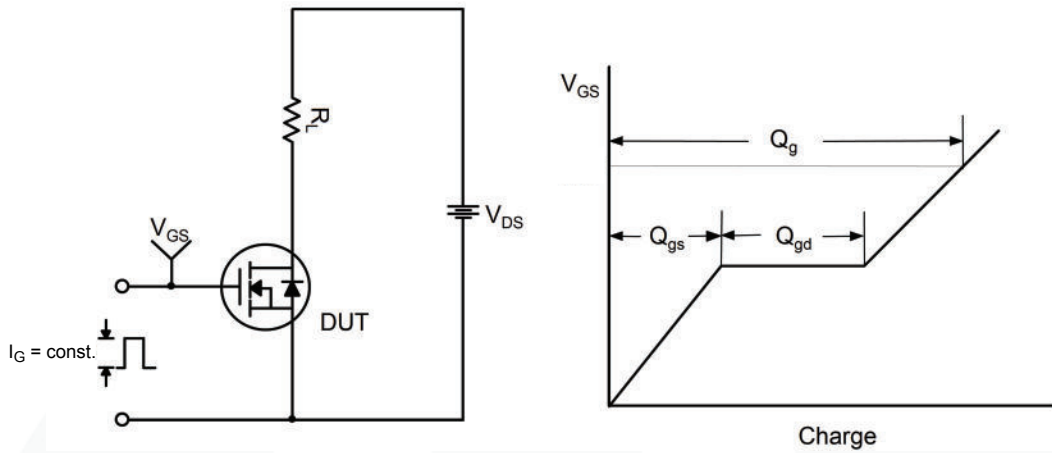 R_L
V_DS
V_GS
DUT
I_G = const.
V_GS
Q_g
Q_gs
Q_gd
Charge